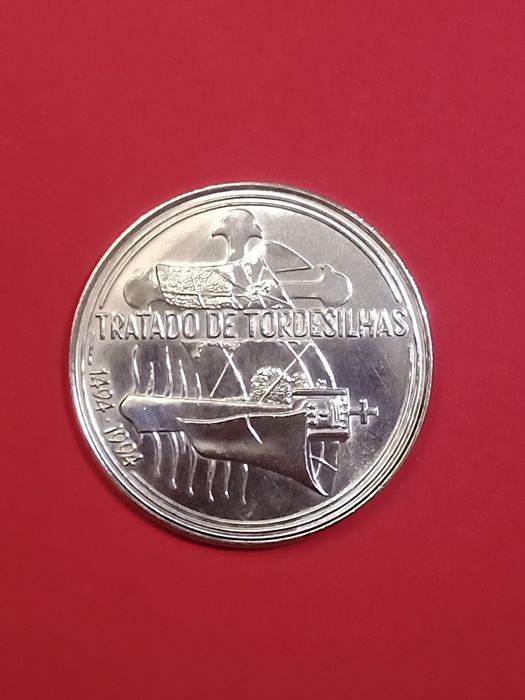 TRATADO DE TORDESILHAS
1494 · 1994